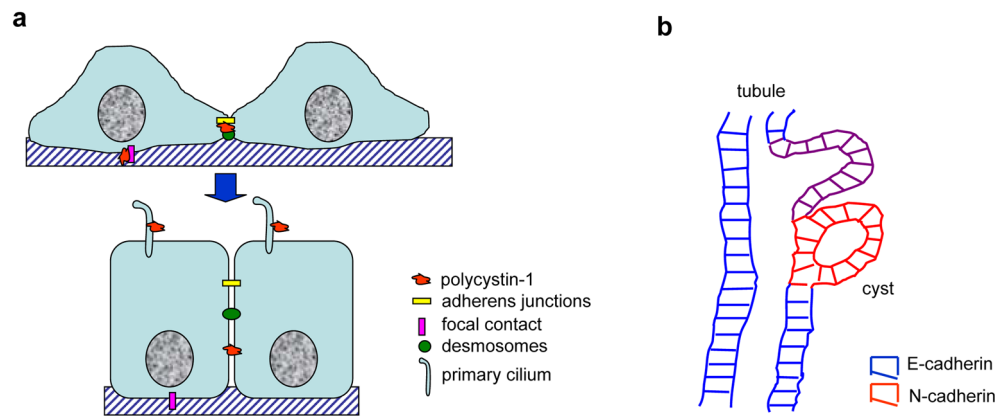 a
polycystin-1
adherens junctions
focal contact
desmosomes
primary cilium
b
tubule
cyst
E-cadherin
N-cadherin